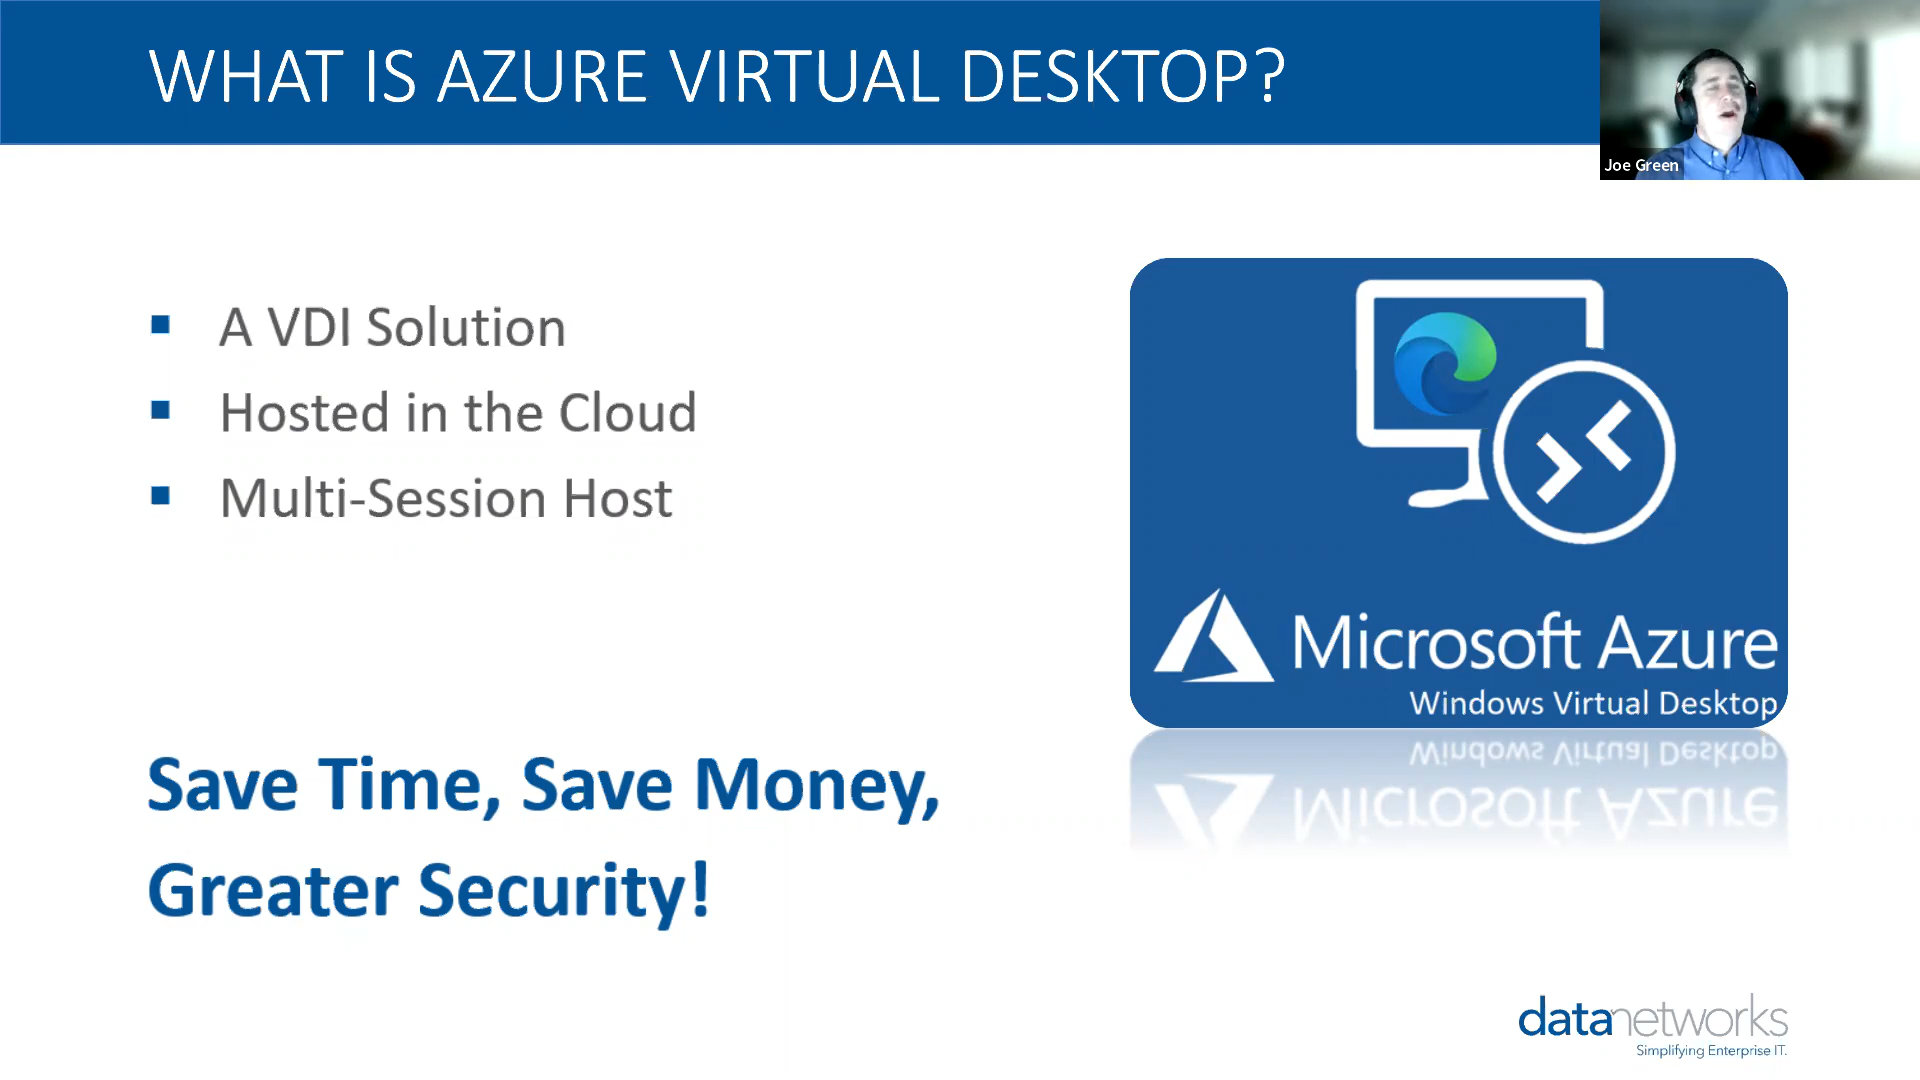 WHAT IS AZURE VIRTUAL DESKTOP?
Joe Green
A VDI Solution
Hosted in the Cloud
Multi-Session Host
Microsoft Azure
Windows Virtual Desktop
Save Time, Save Money,
Greater Security!
datanetworks
Simplifying Enterprise IT.